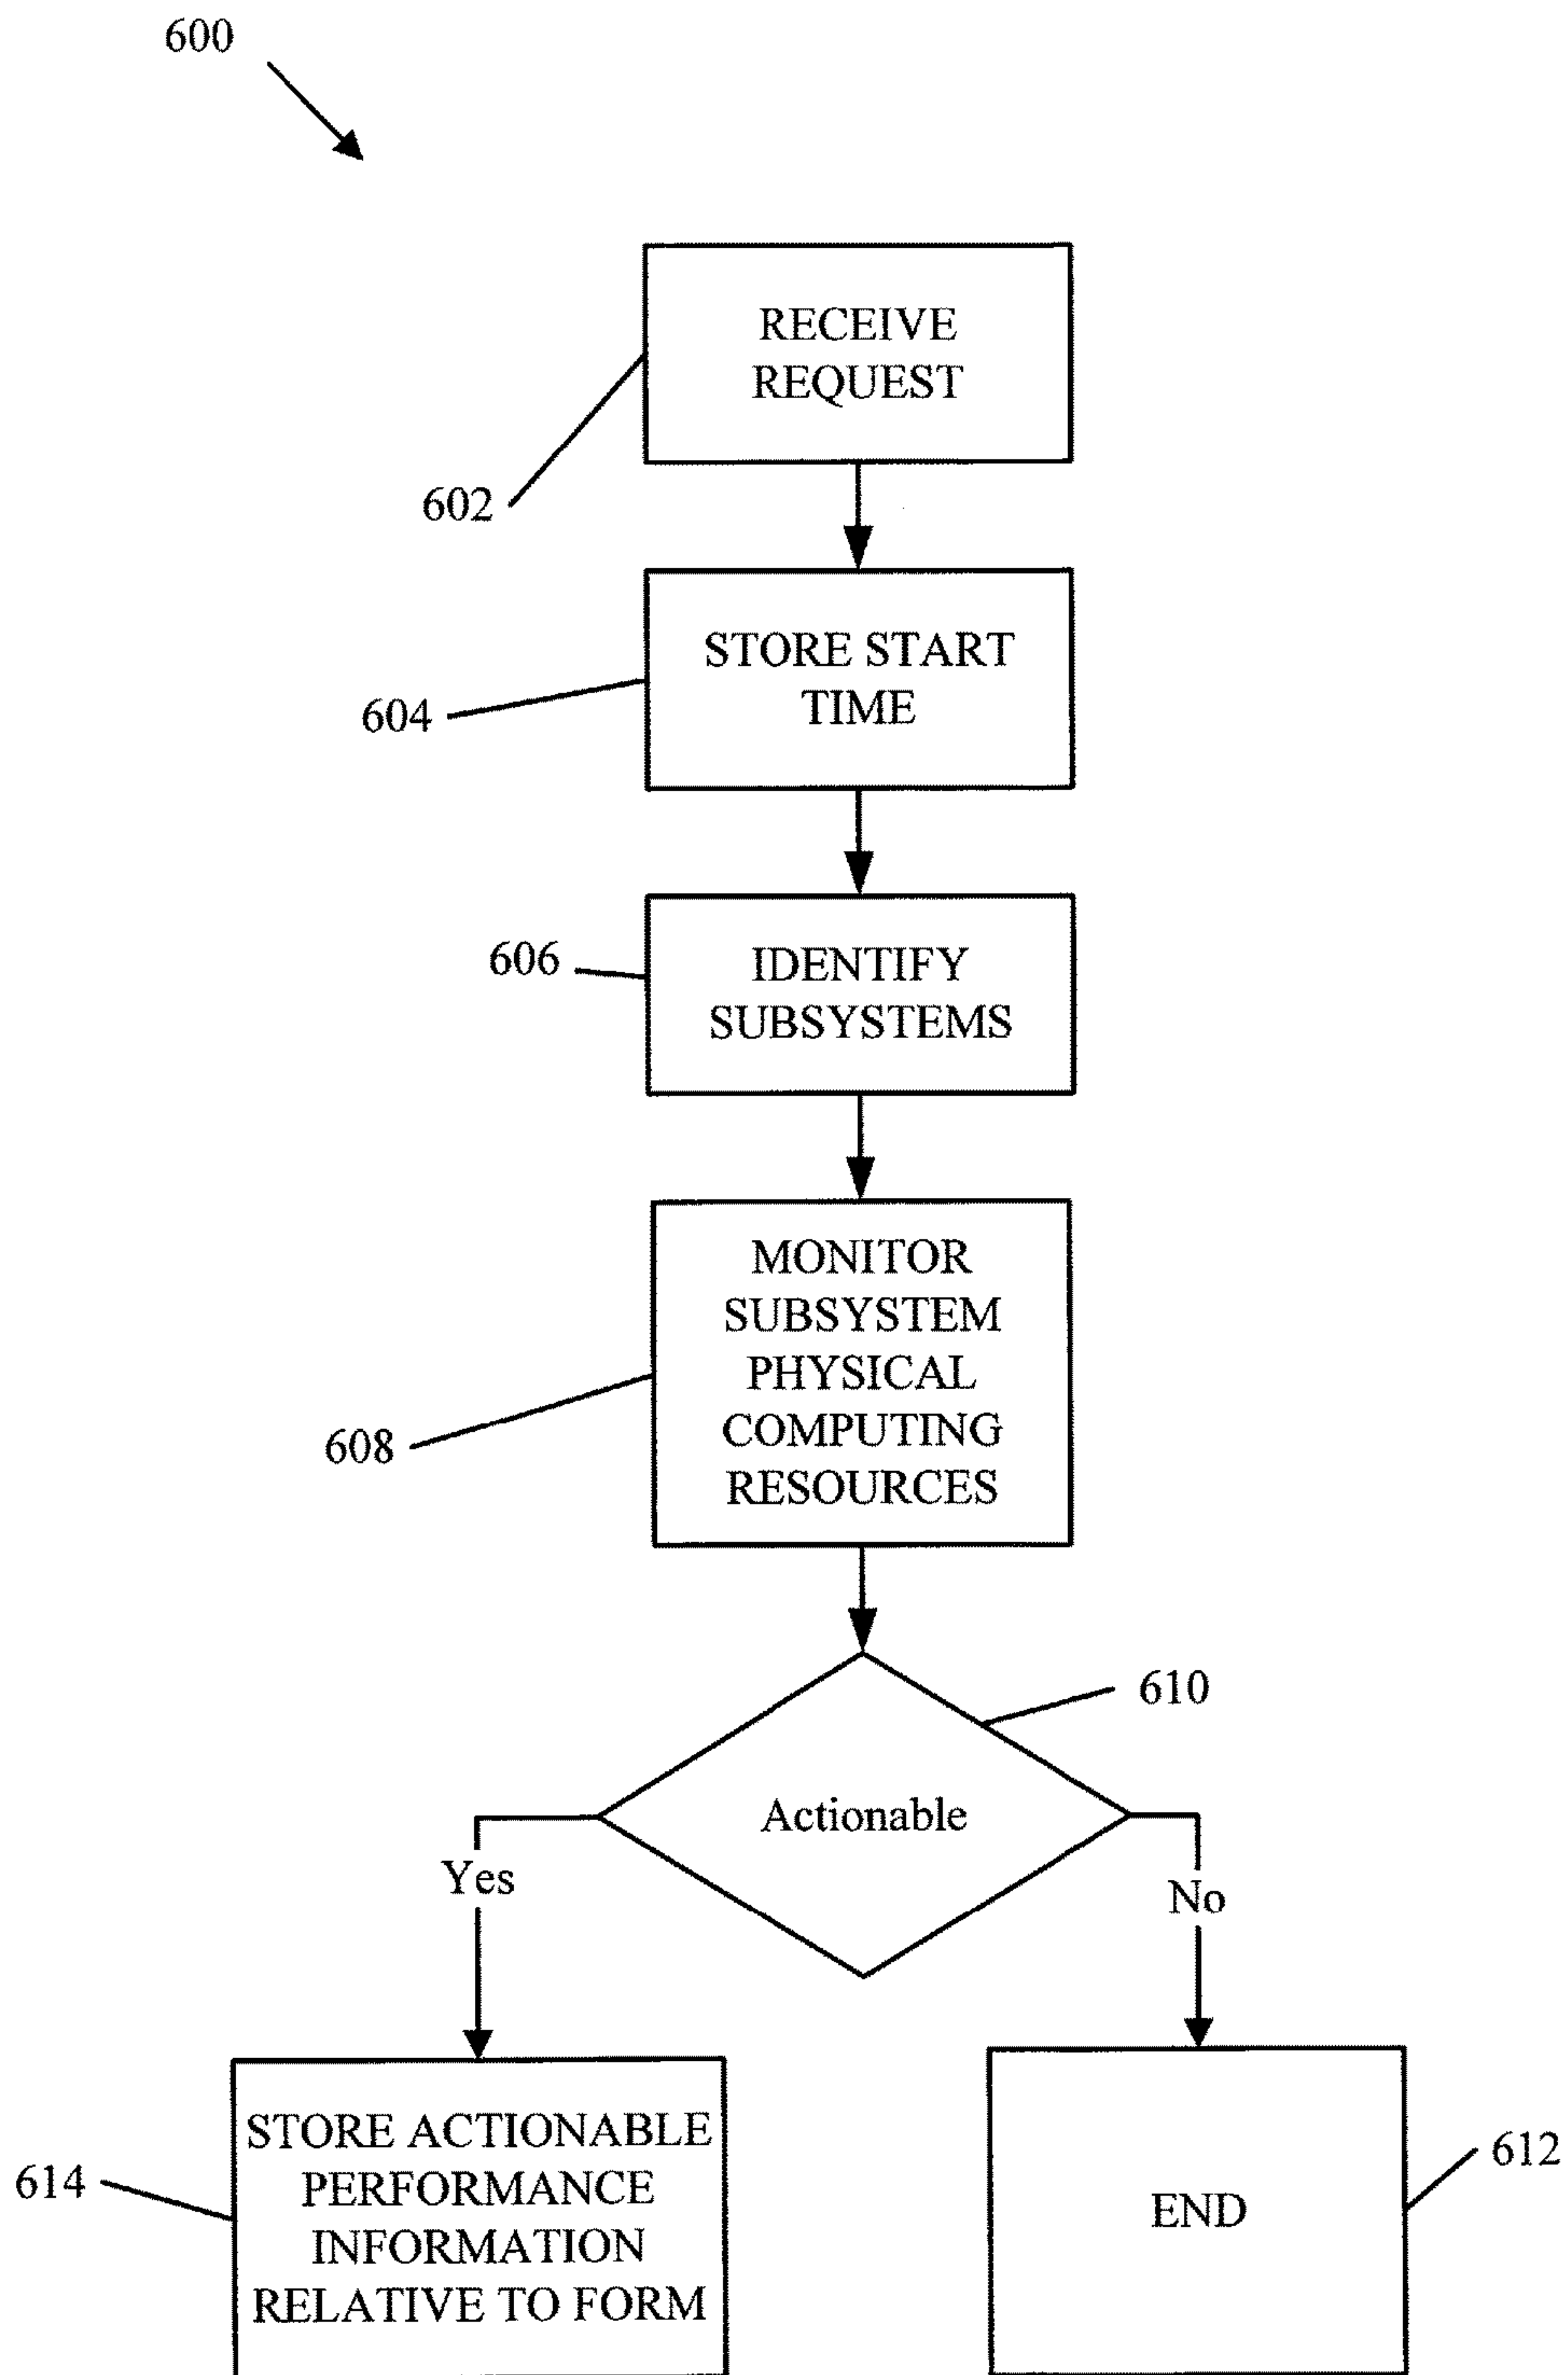 600
RECEIVE
REQUEST
602
STORE START
TIME
604
606
IDENTIFY
SUBSYSTEMS
MONITOR
SUBSYSTEM
PHYSICAL
COMPUTING
RESOURCES
608
610
Actionable
Yes
No
STORE ACTIONABLE
PERFORMANCE
INFORMATION
RELATIVE TO FORM
614
END
612